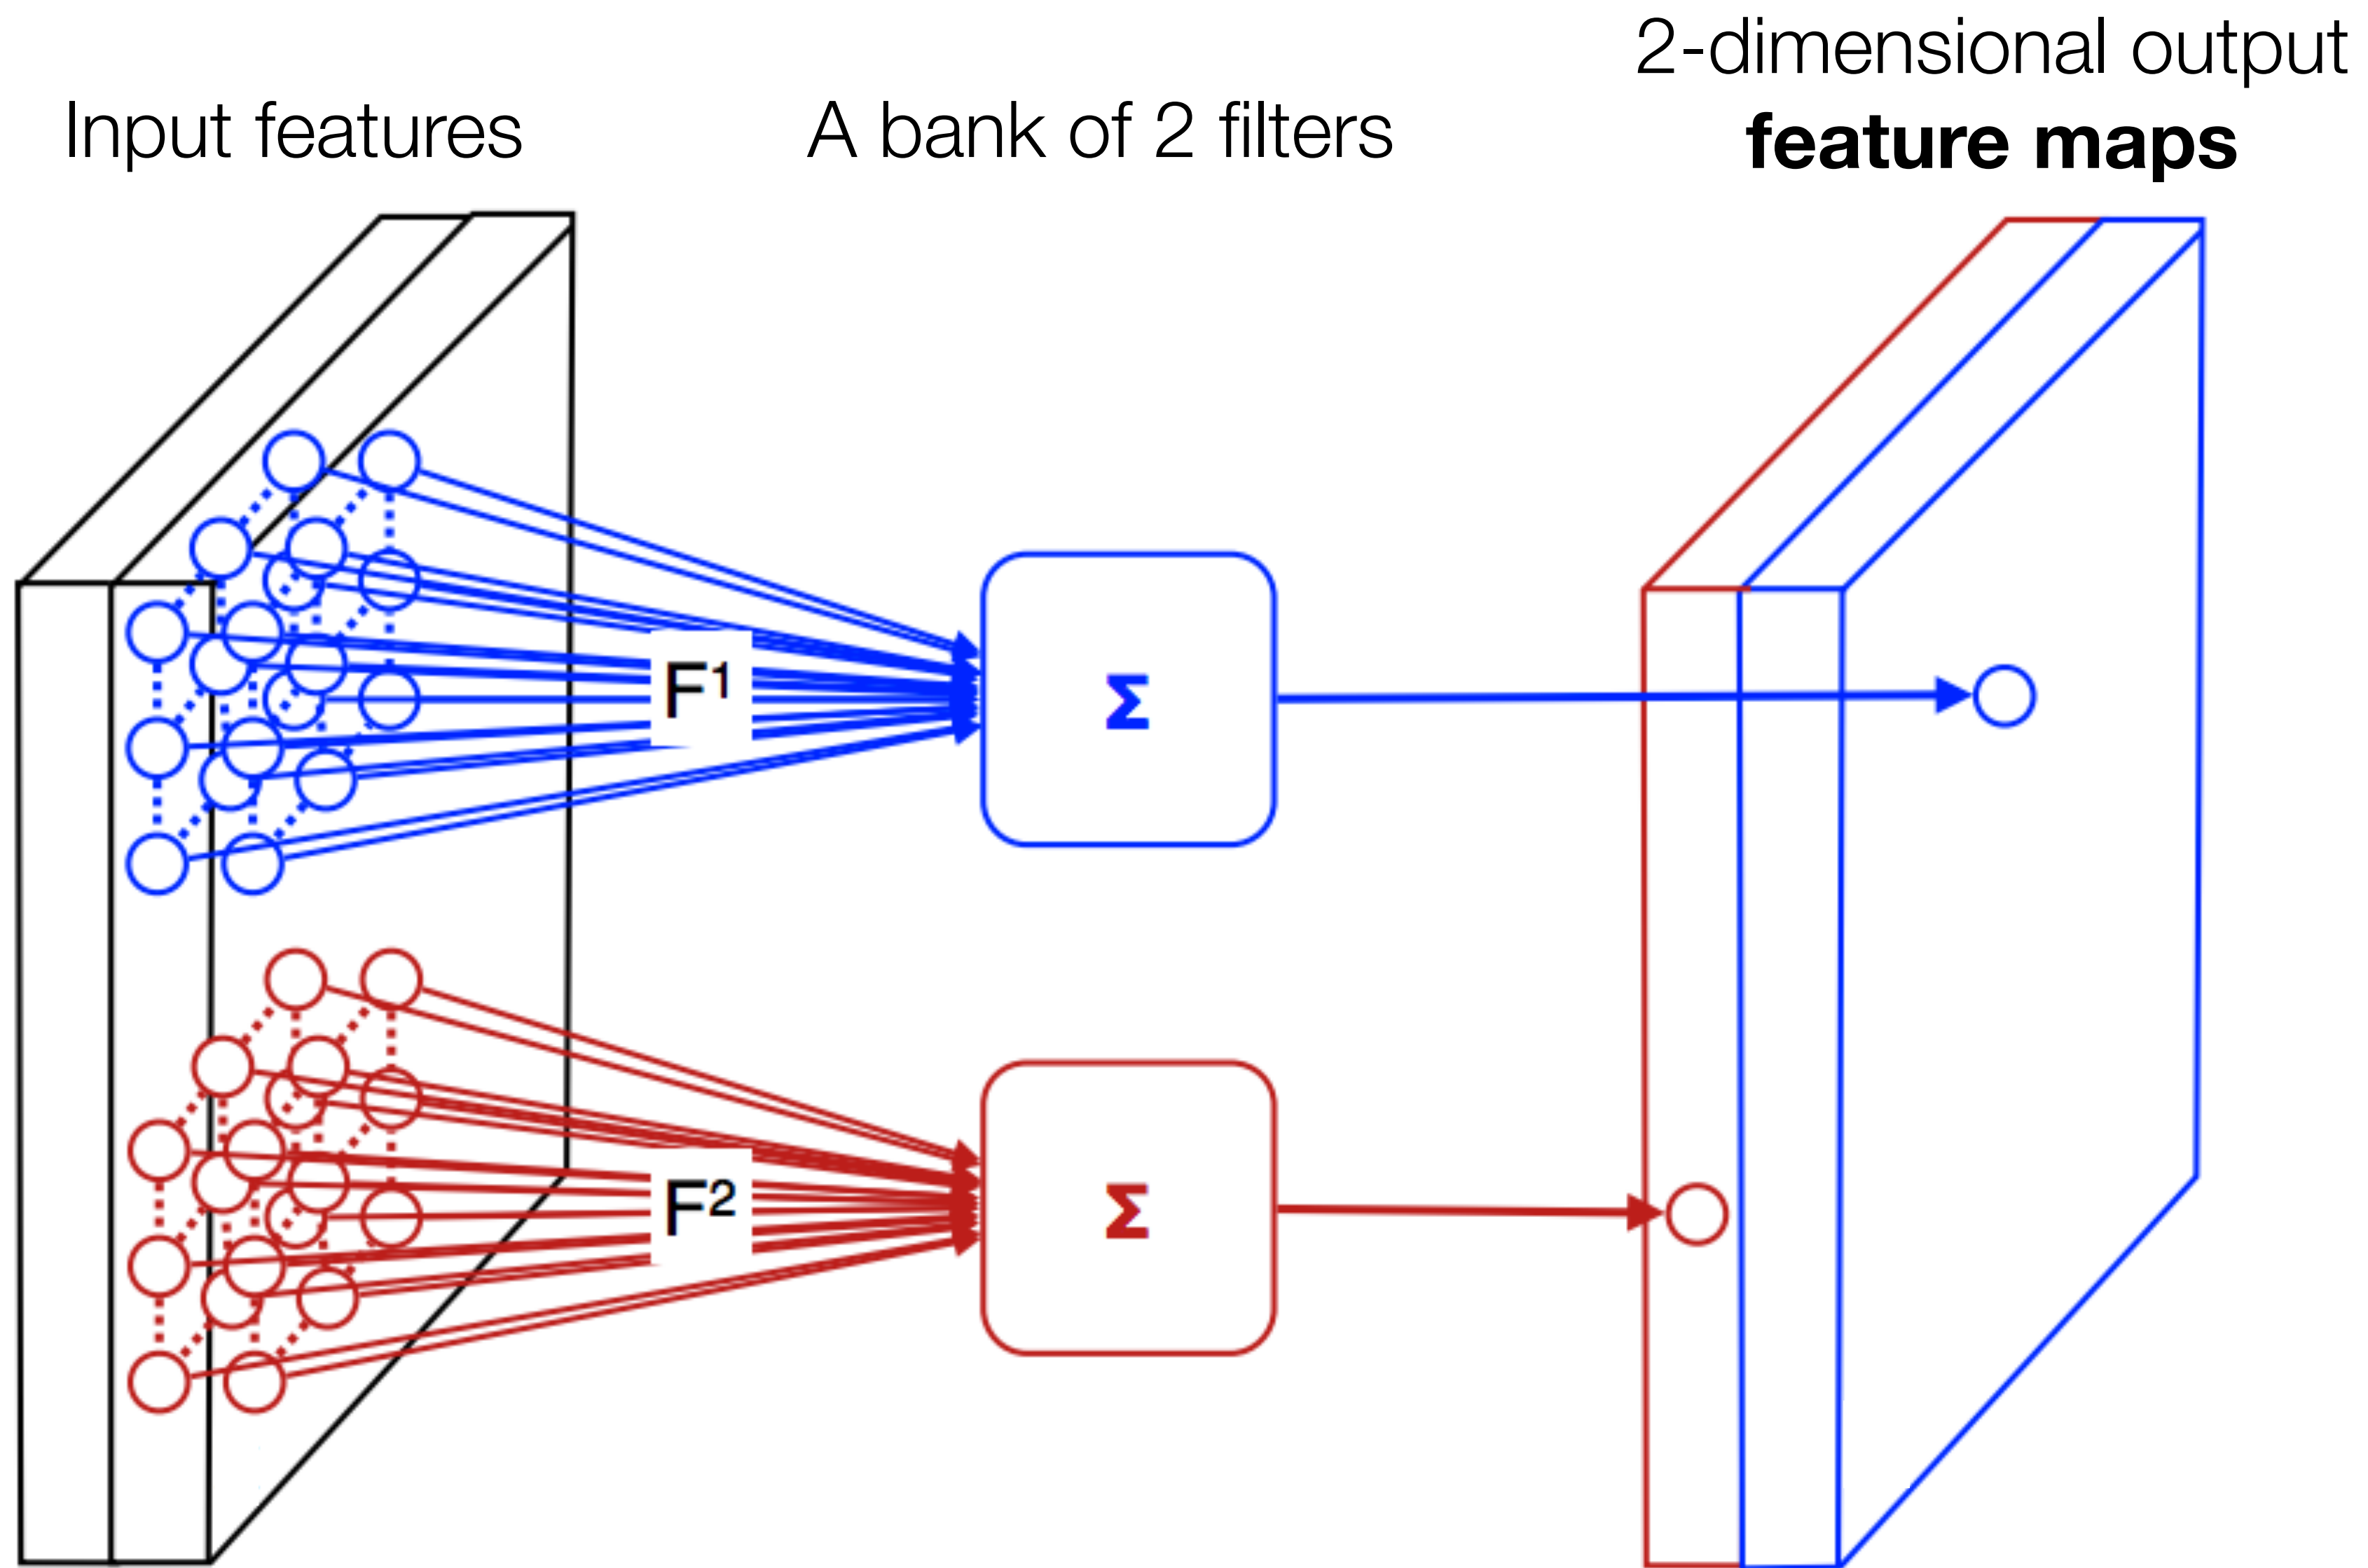 Input features
A bank of 2 filters
2-dimensional output
feature maps
F¹
Σ
F²
Σ